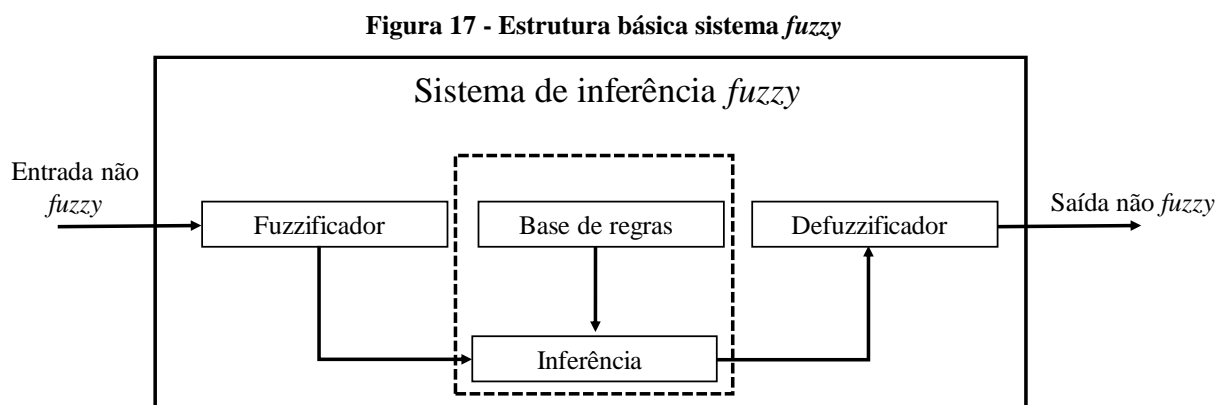 Figura 17 - Estrutura básica sistema fuzzy
Sistema de inferência fuzzy
Entrada não
fuzzy
Fuzzificador
Base de regras
Defuzzificador
Saída não fuzzy
Inferência